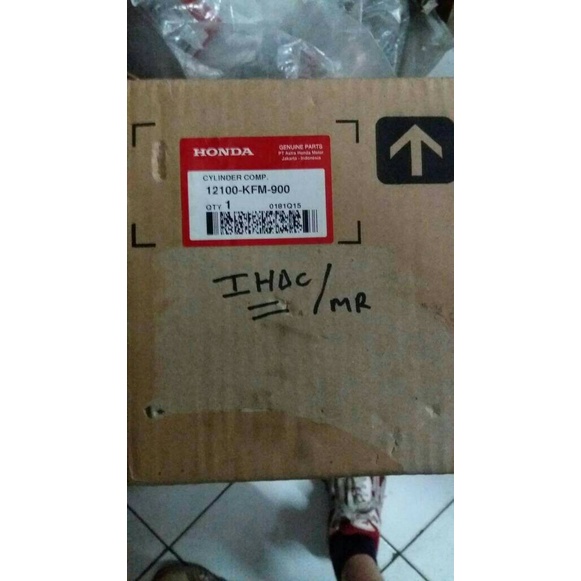 HONDA
GENUINE PARTS
PT Astra Honda Motor
Jakarta - Indonesia
CYLINDER COMP.
12100-KFM-900
QTY 1 0181Q15
IHDC/MR